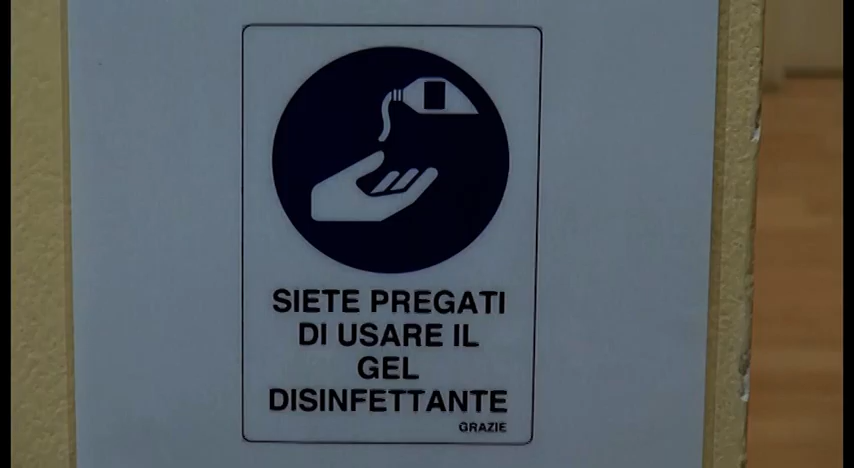 SIETE PREGATI
DI USARE IL
GEL
DISINFETTANTE
GRAZIE